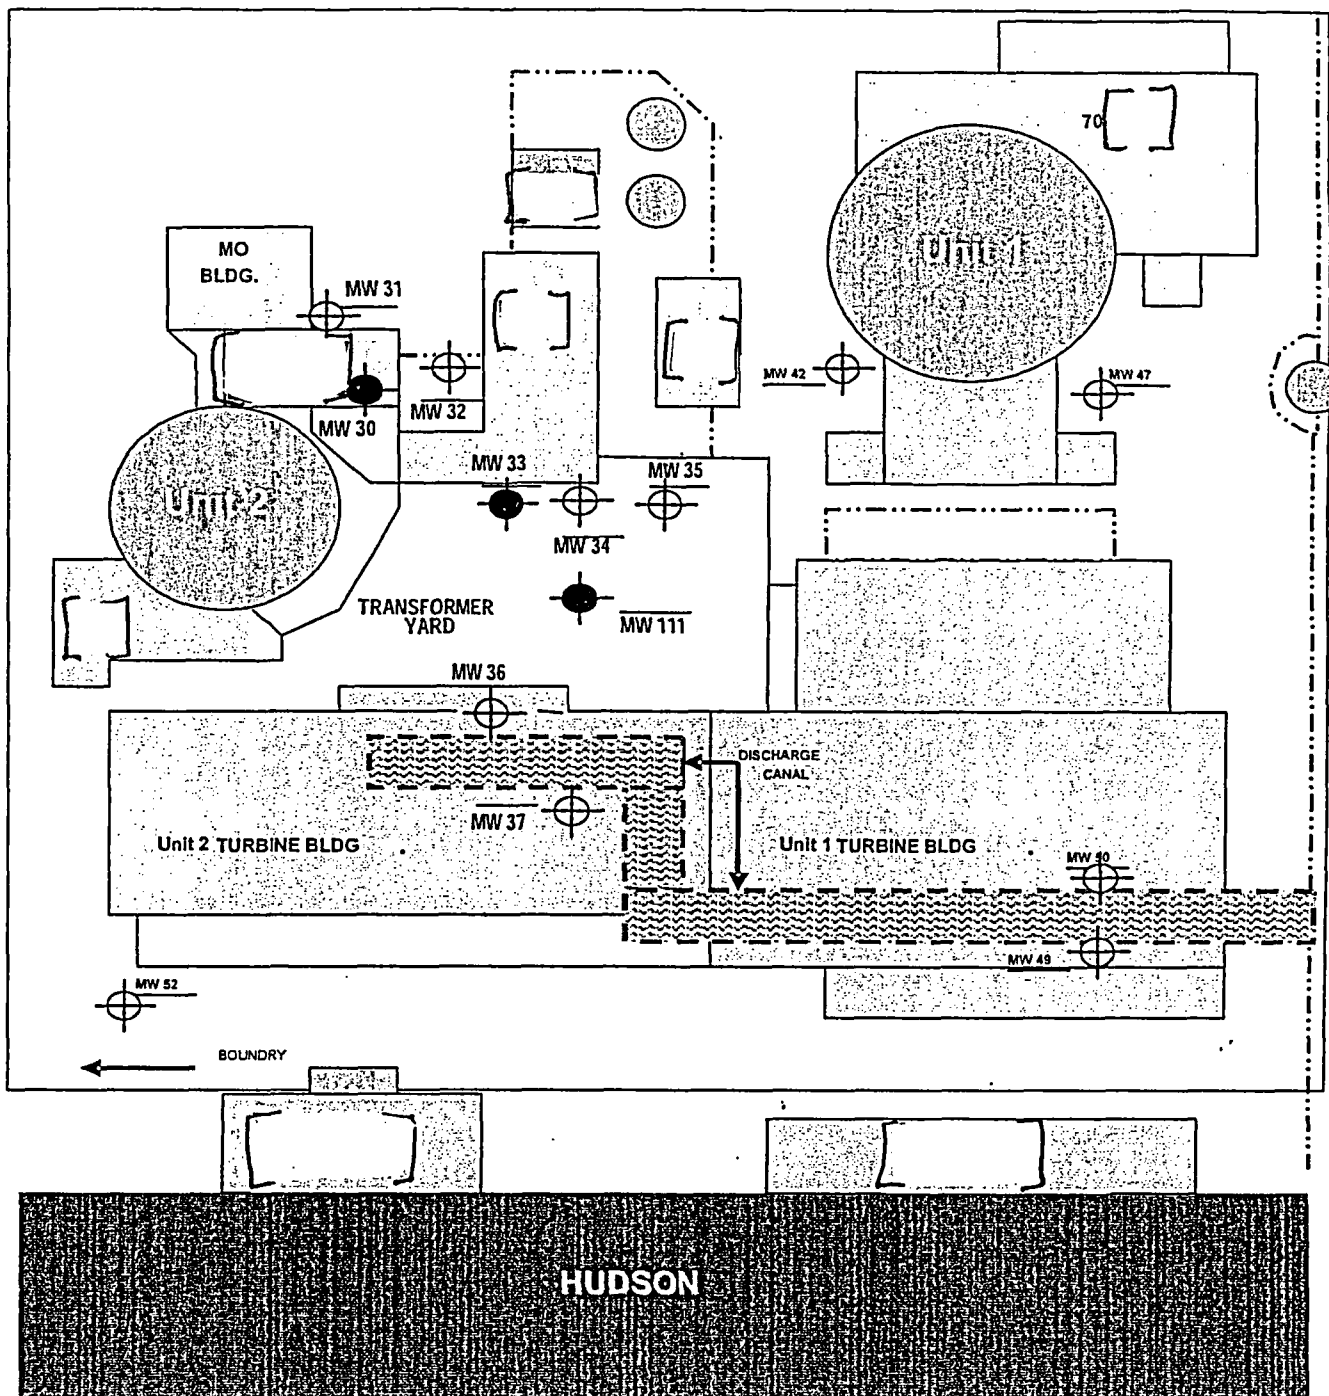 70
Unit 1
MO
BLDG.
MW 31
MW 42
MW 47
MW 32
MW 30
MW 33
MW 35
Unit 2
MW 34
TRANSFORMER
YARD
MW 111
MW 36
DISCHARGE
CANAL
MW 37
Unit 2 TURBINE BLDG
Unit 1 TURBINE BLDG
MW 50
MW 49
MW 52
BOUNDRY
HUDSON